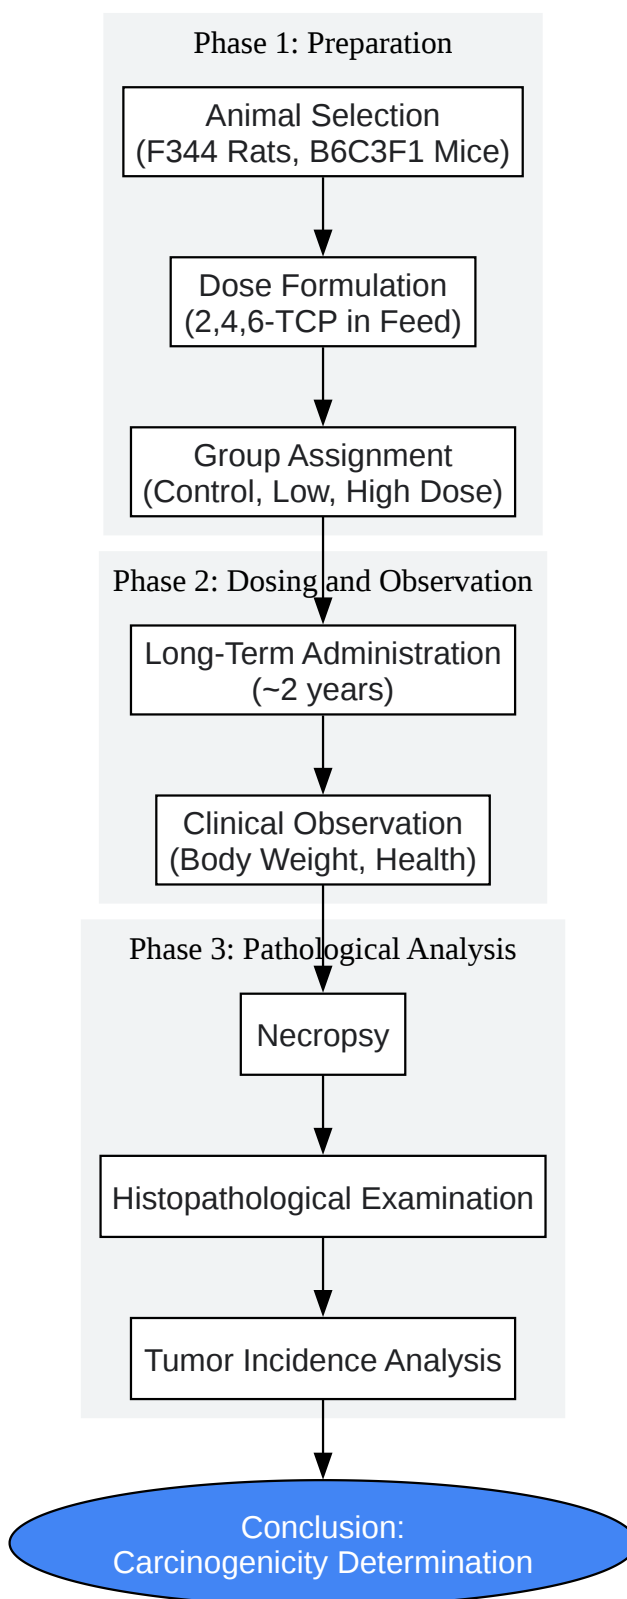 Phase 1: Preparation
Animal Selection
(F344 Rats, B6C3F1 Mice)
Dose Formulation
(2,4,6-TCP in Feed)
Group Assignment
(Control, Low, High Dose)
Phase 2: Dosing and Observation
Long-Term Administration
(~2 years)
Clinical Observation
(Body Weight, Health)
Phase 3: Pathological Analysis
Necropsy
Histopathological Examination
Tumor Incidence Analysis
Conclusion:
Carcinogenicity Determination